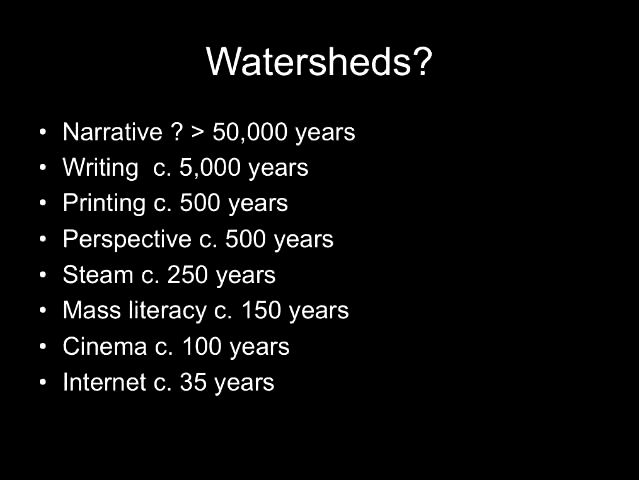 Watersheds?
• Narrative ? > 50,000 years
• Writing  c. 5,000 years
• Printing c. 500 years
• Perspective c. 500 years
• Steam c. 250 years
• Mass literacy c. 150 years
• Cinema c. 100 years
• Internet c. 35 years